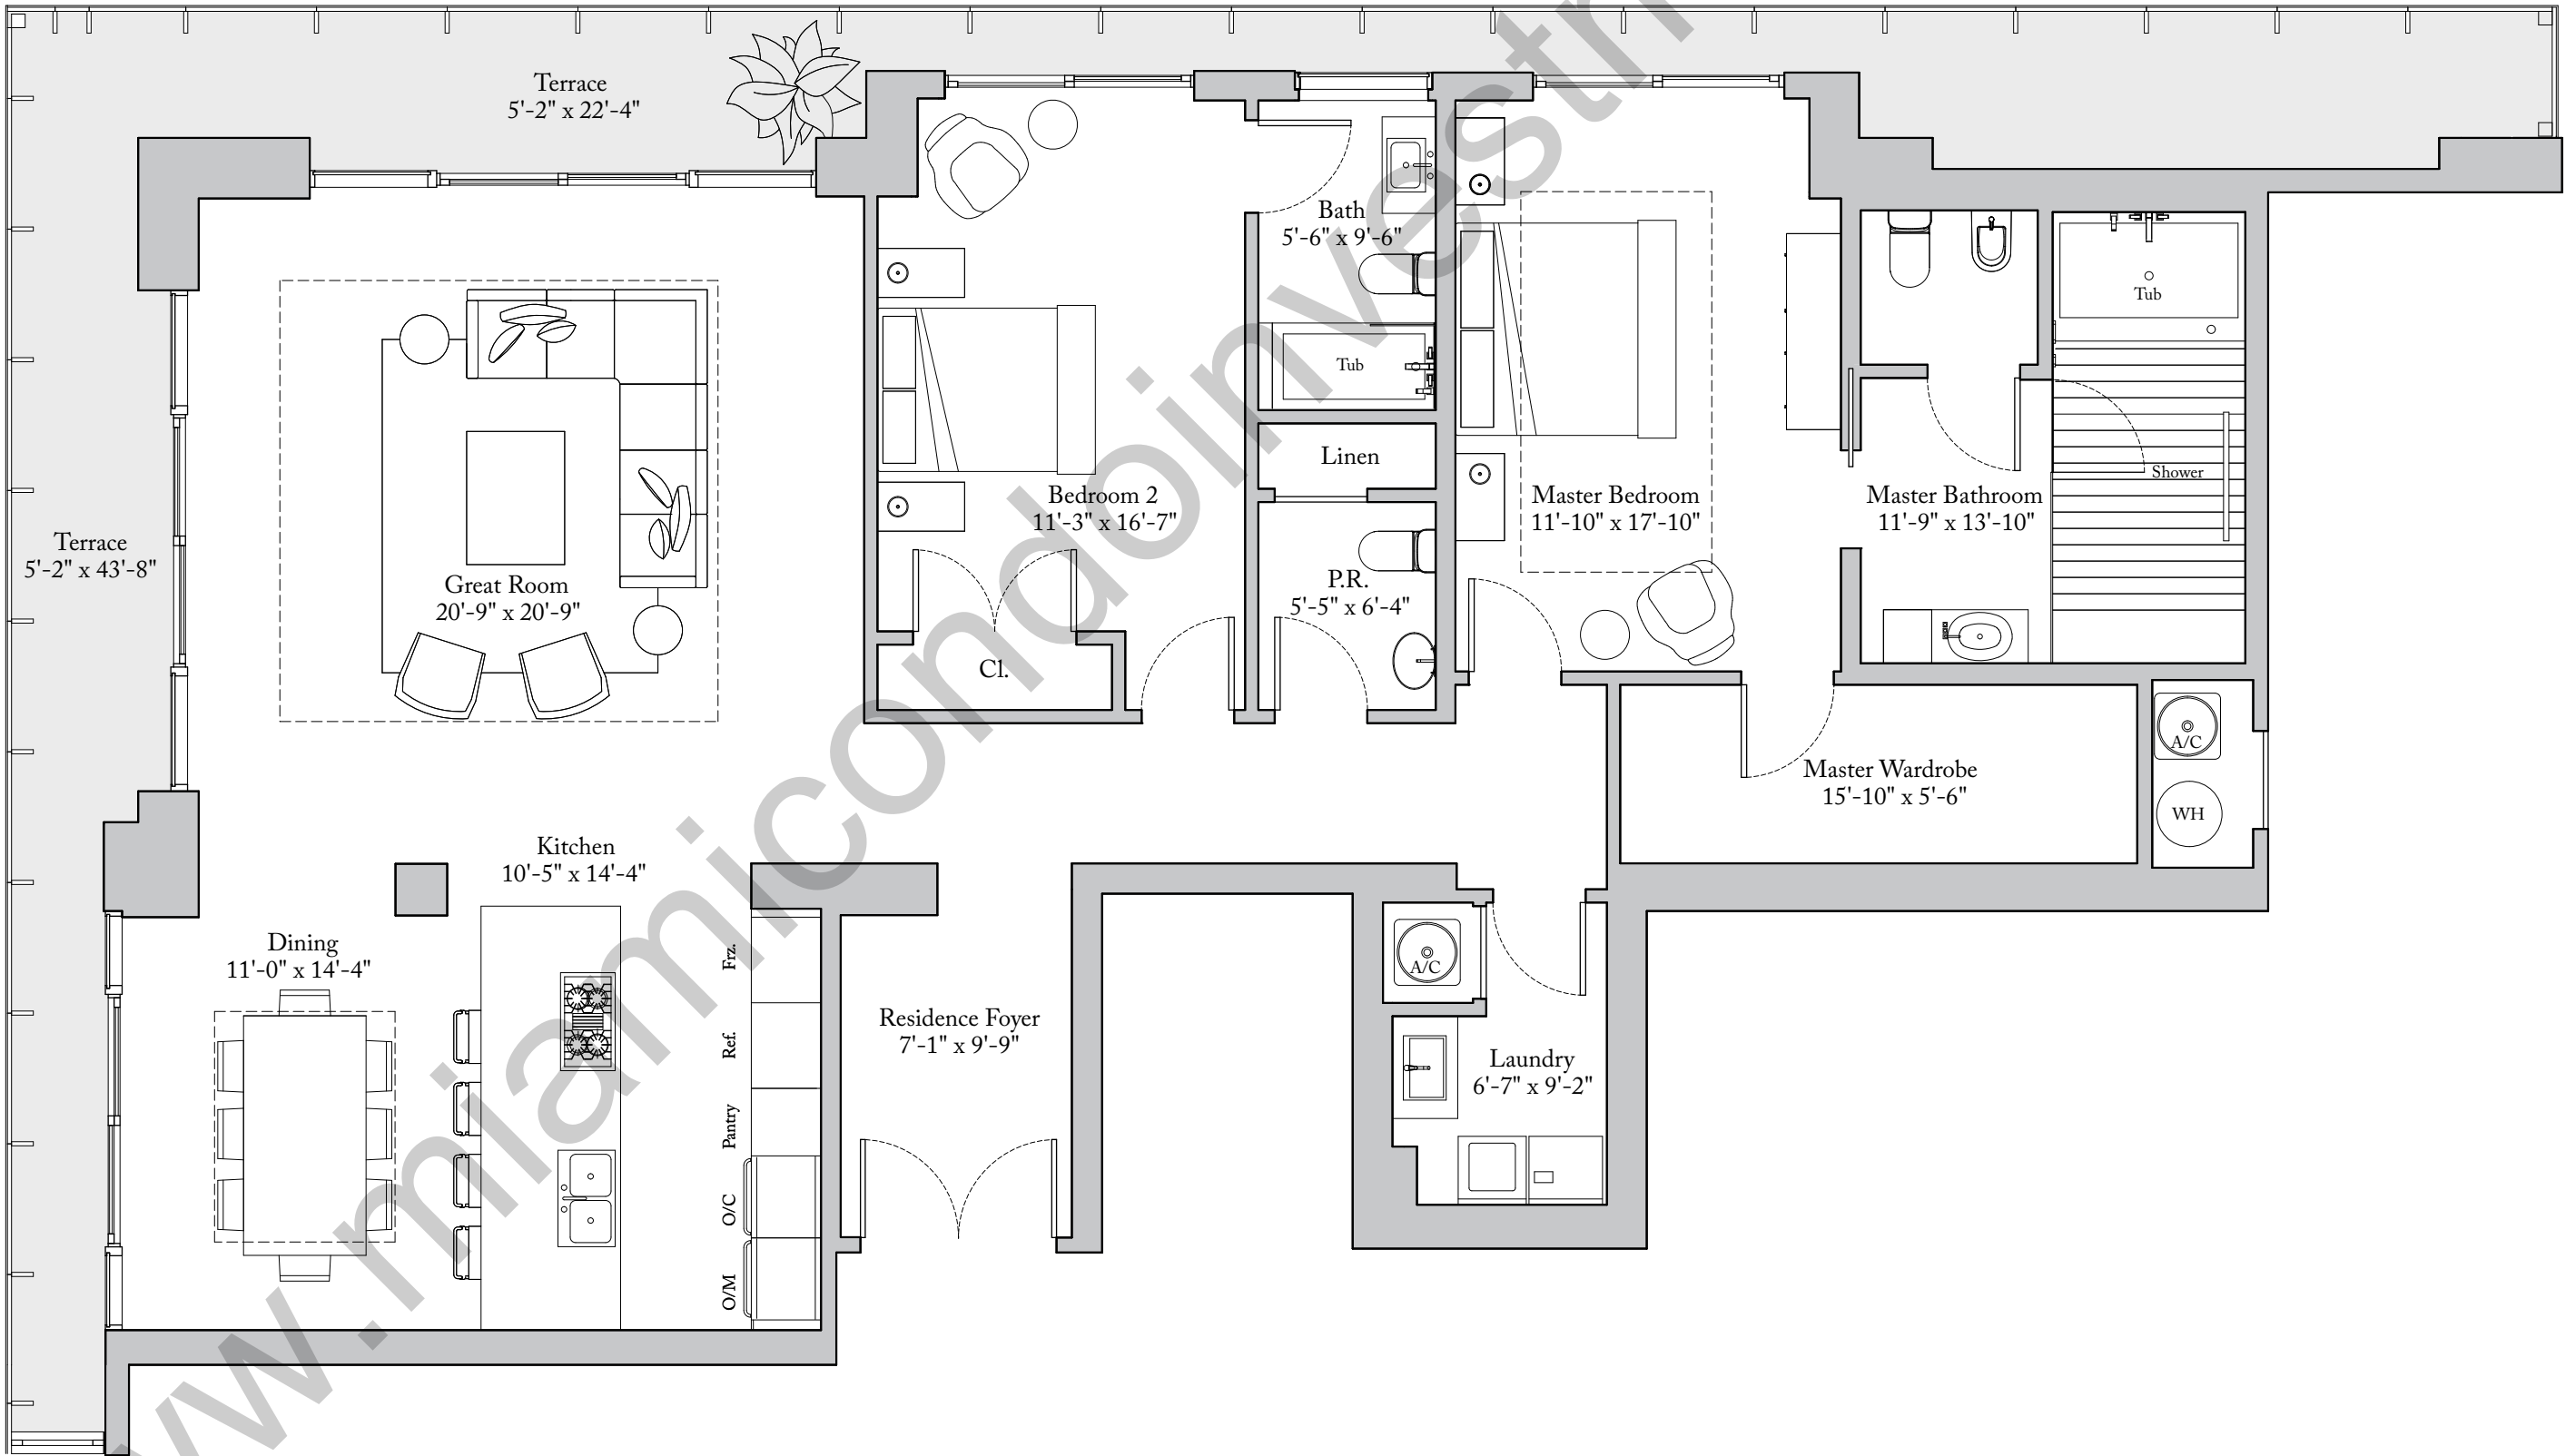 Terrace
5'-2" x 22'-4"
Bath
5'-6" x 9'-6"
Tub
Tub
Linen
Shower
Bedroom 2
11'-3" x 16'-7"
Master Bedroom
11'-10" x 17'-10"
Master Bathroom
11'-9" x 13'-10"
Terrace
5'-2" x 43'-8"
Great Room
20'-9" x 20'-9"
P.R.
5'-5" x 6'-4"
Cl.
A/C
Master Wardrobe
15'-10" x 5'-6"
WH
Kitchen
10'-5" x 14'-4"
Dining
11'-0" x 14'-4"
Frz.
Ref.
Pantry
O/C
O/M
Residence Foyer
7'-1" x 9'-9"
A/C
Laundry
6'-7" x 9'-2"
w.miamicondoinvestm